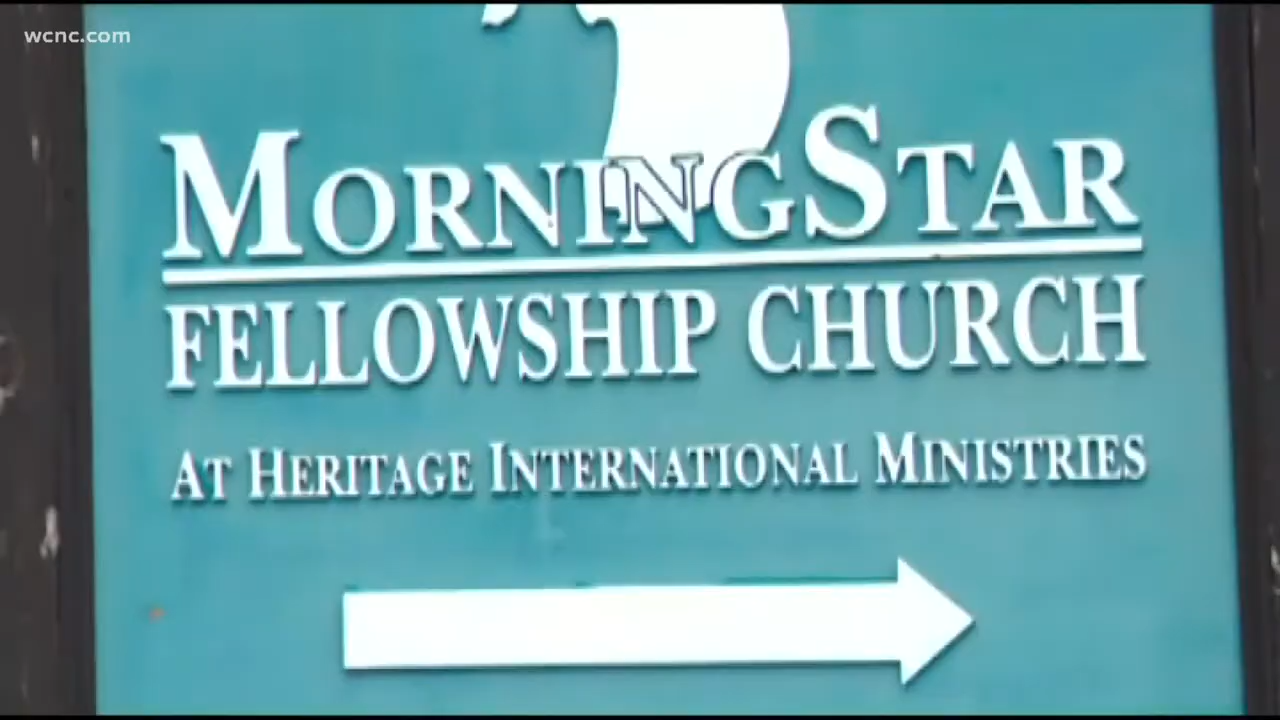 wcnc.com
MORNINGSTAR
FELLOWSHIP CHURCH
AT HERITAGE INTERNATIONAL MINISTRIES